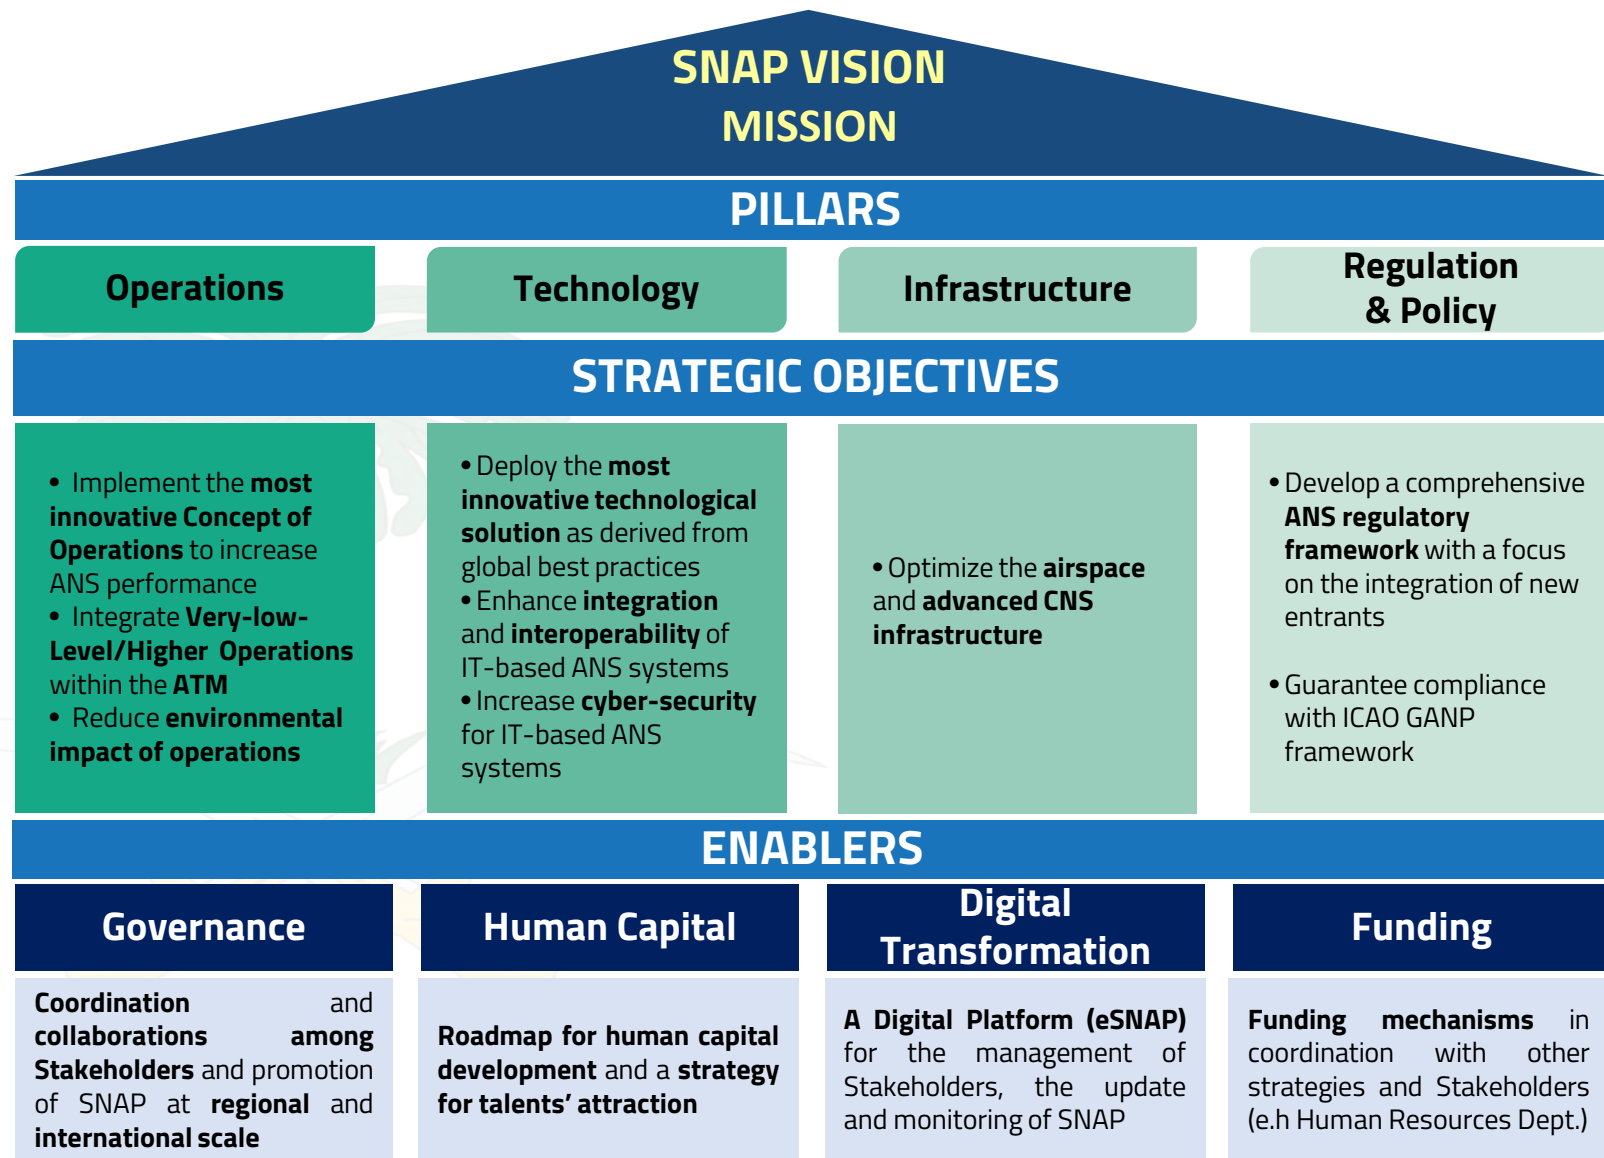 SNAP VISION
MISSION
PILLARS
Operations
Technology
Infrastructure
Regulation
& Policy
STRATEGIC OBJECTIVES
• Implement the most
innovative Concept of
Operations to increase
ANS performance
• Integrate Very-low-
Level/Higher Operations
within the ATM
• Reduce environmental
impact of operations
• Deploy the most
innovative technological
solution as derived from
global best practices
• Enhance integration
and interoperability of
IT-based ANS systems
• Increase cyber-security
for IT-based ANS
systems
• Optimize the airspace
and advanced CNS
infrastructure
• Develop a comprehensive
ANS regulatory
framework with a focus
on the integration of new
entrants
• Guarantee compliance
with ICAO GANP
framework
ENABLERS
Governance
Human Capital
Digital
Transformation
Funding
Coordination and
collaborations among
Stakeholders and promotion
of SNAP at regional and
international scale
Roadmap for human capital
development and a strategy
for talents’ attraction
A Digital Platform (eSNAP)
for the management of
Stakeholders, the update
and monitoring of SNAP
Funding mechanisms in
coordination with other
strategies and Stakeholders
(e.h Human Resources Dept.)